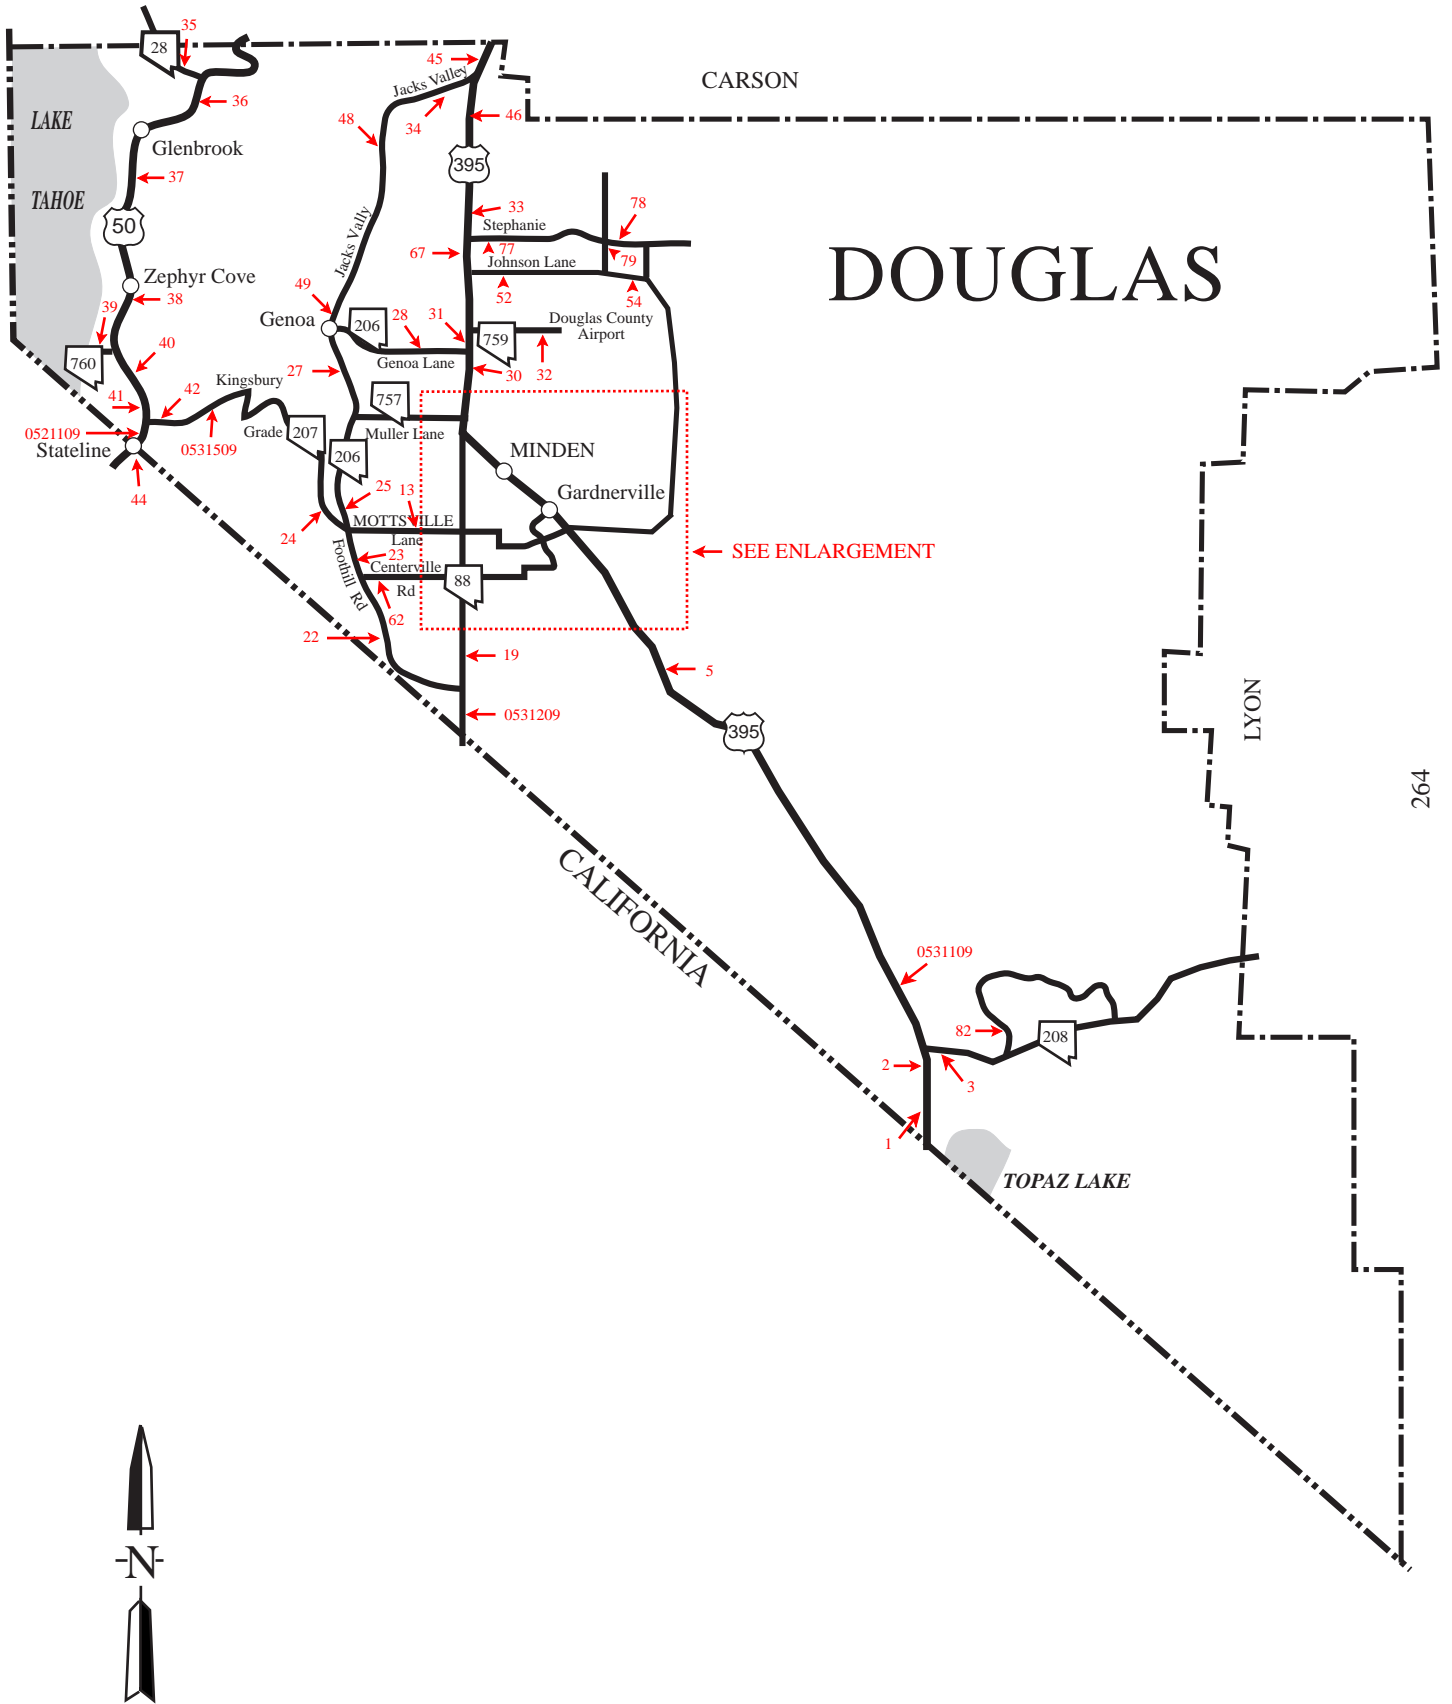 35
28
45
CARSON
Jacks Valley
36
LAKE
48
34
46
Glenbrook
395
37
TAHOE
33
78
50
Jacks Vally
Stephanie
67
77
79
Johnson Lane
Zephyr Cove
38
49
52
54
DOUGLAS
39
Genoa
206
28
31
759
Douglas County
Airport
40
760
Genoa Lane
27
30
32
Kingsbury
41
42
757
0521109
Grade
207
Muller Lane
Stateline
0531509
206
MINDEN
44
25
13
Gardnerville
24
MOTTSVILLE
Lane
SEE ENLARGEMENT
23
Foothill Rd
Centerville
Rd
88
62
22
19
5
0531209
395
LYON
264
CALIFORNIA
0531109
82
208
2
3
1
TOPAZ LAKE
N